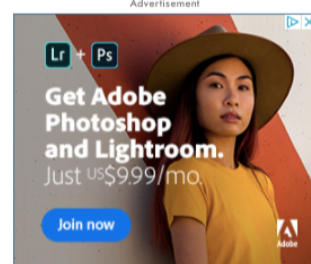 Advertisement
Lr + Ps
Get Adobe
Photoshop
and Lightroom.
Just US$9.99/mo.
Join now
Adobe